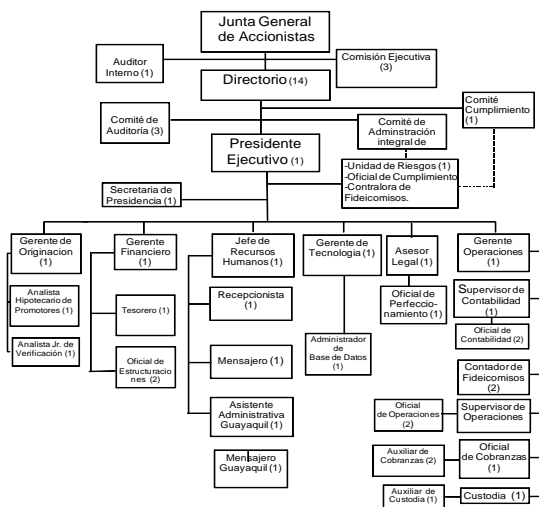 Junta General
de Accionistas
Auditor
Interno (1)
Comisión Ejecutiva
(3)
Directorio (14)
Comité
Cumplimiento
(1)
Comité de
Auditoría (3)
Comité de
Adminstración
integral de
Presidente
Ejecutivo (1)
-Unidad de Riesgos (1)
-Oficial de Cumplimiento
-Contralora de
Fideicomisos.
Secretaria de
Presidencia (1)
Gerente de
Originacion
(1)
Gerente
Financiero
(1)
Jefe de
Recursos
Humanos (1)
Gerente de
Tecnología
(1)
Asesor
Legal (1)
Gerente
Operaciones
(1)
Analista
Hipotecario de
Promotores (1)
Tesorero (1)
Recepcionista
(1)
Oficial de
Perfeccio-
namiento (1)
Supervisor de
Contabilidad
(1)
Oficial de
Contabilidad (2)
Analista Jr. de
Verificación (1)
Oficial de
Estructuracio
nes (2)
Mensajero (1)
Administrador
de
Base de Datos
(1)
Contador de
Fideicomisos
(2)
Asistente
Administrativa
Guayaquil (1)
Oficial
de Operaciones
(2)
Supervisor de
Operaciones
Mensajero
Guayaquil (1)
Auxiliar de
Cobranzas (2)
Oficial
de Cobranzas
(1)
Auxiliar de
Custodia (1)
Custodia (1)